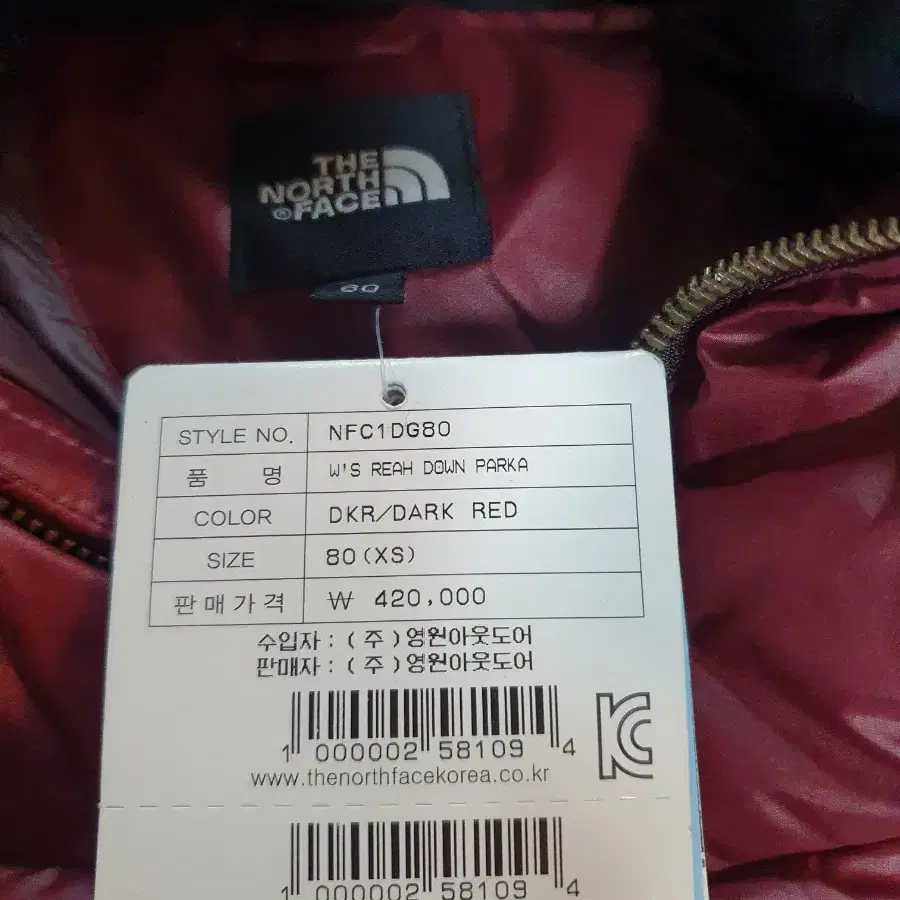 THE
NORTH
®FACE
80
STYLE NO. NFC1DG80
품 명 W'S REAH DOWN PARKA
COLOR DKR/DARK RED
SIZE 80(XS)
판매가격 ₩ 420,000
수입자 : (주)영원아웃도어
판매자 : (주)영원아웃도어
1 000002 58109 4
www.thenorthfacekorea.co.kr
1 000002 58109 4